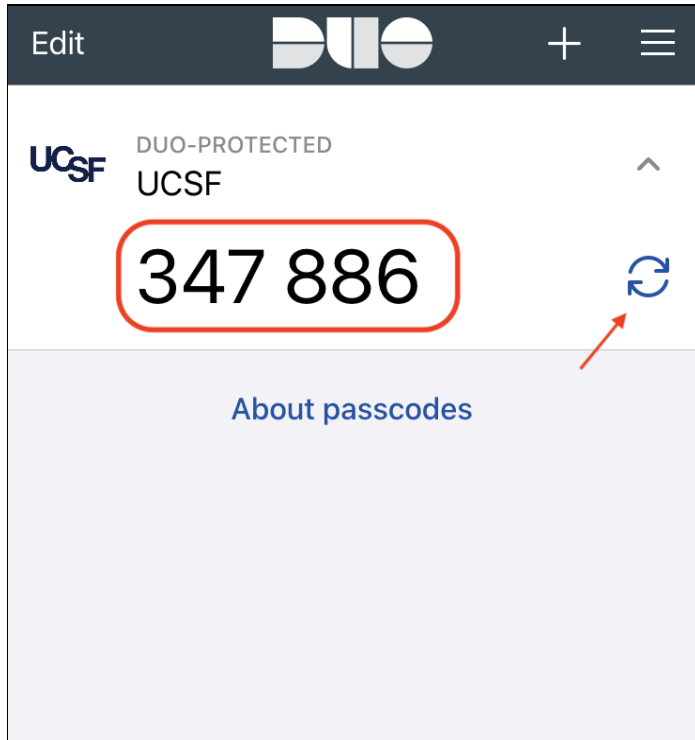 Edit DUO
UCSF DUO-PROTECTED
UCSF
347 886
About passcodes